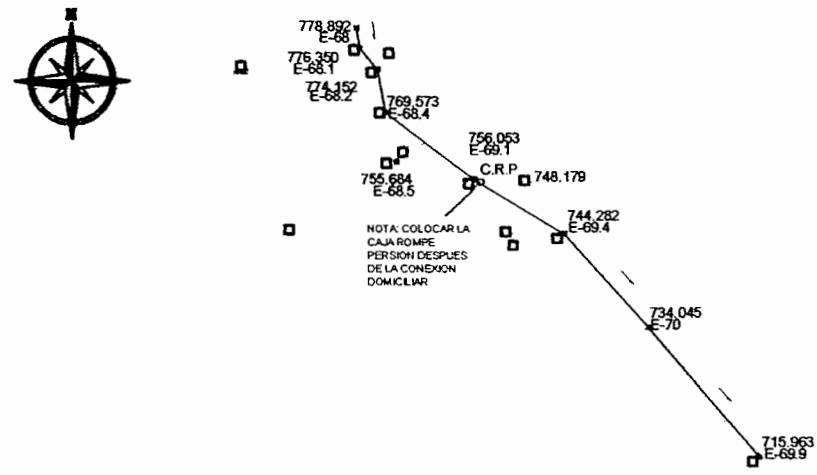 N
778.892
E-68
776.350
E-68.1
774.152
E-68.2
769.573
E-68.4
756.053
E-69.1
C.R.P
748.179
755.684
E-68.5
744.282
E-69.4
NOTA: COLOCAR LA
CAJA ROMPE
PERSION DESPUES
DE LA CONEXION
DOMICILIAR
734.045
E-70
715.963
E-69.9